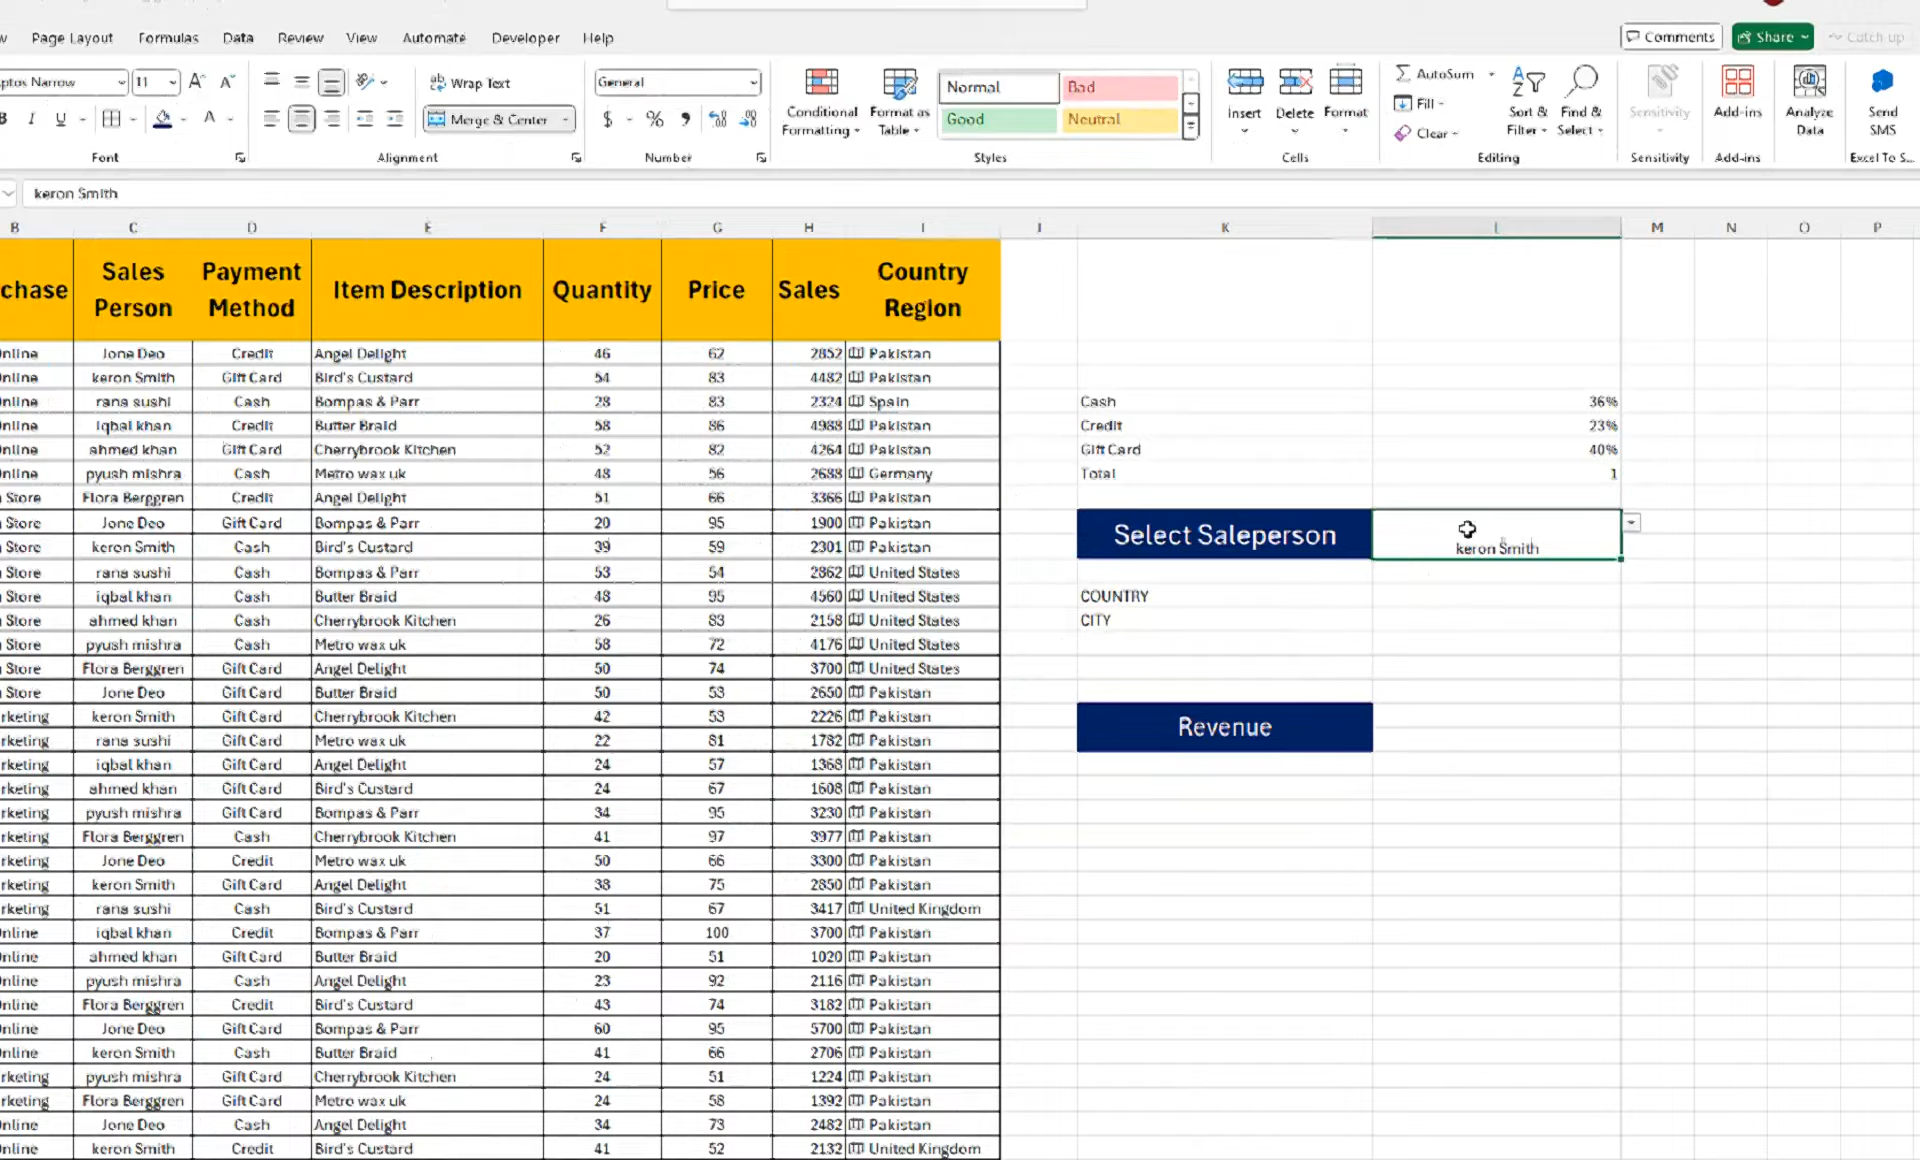 Page Layout Formulas Data Review View Automate Developer Help Comments Share Catch up
ptos Narrow 11 Wrap Text General Conditional Formatting Format as Table Normal Bad Insert Delete Format AutoSum Sort & Filter Find & Select Sensitivity Add-ins Analyze Data Send SMS
B I U Merge & Center $ % Good Neutral Fill Clear
Font Alignment Number Styles Cells Editing Sensitivity Add-ins Excel To S...
keron Smith
B C D E F G H I J K L M N O P
chase Sales Person Payment Method Item Description Quantity Price Sales Country Region
Online Jone Deo Credit Angel Delight 46 62 2852 Pakistan
Online keron Smith Gift Card Bird's Custard 54 83 4482 Pakistan
Online rana sushi Cash Bompas & Parr 28 83 2324 Spain Cash 36%
Online iqbal khan Credit Butter Braid 58 86 4988 Pakistan Credit 23%
Online ahmed khan Gift Card Cherrybrook Kitchen 52 82 4264 Pakistan Gift Card 40%
Online pyush mishra Cash Metro wax uk 48 56 2688 Germany Total 1
Store Flora Berggren Credit Angel Delight 51 66 3366 Pakistan
Store Jone Deo Gift Card Bompas & Parr 20 95 1900 Pakistan Select Saleperson keron Smith
Store keron Smith Cash Bird's Custard 39 59 2301 Pakistan
Store rana sushi Cash Bompas & Parr 53 54 2862 United States
Store iqbal khan Cash Butter Braid 48 95 4560 United States COUNTRY
Store ahmed khan Cash Cherrybrook Kitchen 26 83 2158 United States CITY
Store pyush mishra Cash Metro wax uk 58 72 4176 United States
Store Flora Berggren Gift Card Angel Delight 50 74 3700 United States
Store Jone Deo Gift Card Butter Braid 50 53 2650 Pakistan
rketing keron Smith Gift Card Cherrybrook Kitchen 42 53 2226 Pakistan Revenue
rketing rana sushi Gift Card Metro wax uk 22 81 1782 Pakistan
rketing iqbal khan Gift Card Angel Delight 24 57 1368 Pakistan
rketing ahmed khan Gift Card Bird's Custard 24 67 1608 Pakistan
rketing pyush mishra Gift Card Bompas & Parr 34 95 3230 Pakistan
rketing Flora Berggren Cash Cherrybrook Kitchen 41 97 3977 Pakistan
rketing Jone Deo Credit Metro wax uk 50 66 3300 Pakistan
rketing keron Smith Gift Card Angel Delight 38 75 2850 Pakistan
rketing rana sushi Cash Bird's Custard 51 67 3417 United Kingdom
Online iqbal khan Credit Bompas & Parr 37 100 3700 Pakistan
Online ahmed khan Gift Card Butter Braid 20 51 1020 Pakistan
Online pyush mishra Cash Angel Delight 23 92 2116 Pakistan
Online Flora Berggren Credit Bird's Custard 43 74 3182 Pakistan
Online Jone Deo Gift Card Bompas & Parr 60 95 5700 Pakistan
Online keron Smith Cash Butter Braid 41 66 2706 Pakistan
rketing pyush mishra Gift Card Cherrybrook Kitchen 24 51 1224 Pakistan
rketing Flora Berggren Gift Card Metro wax uk 24 58 1392 Pakistan
Online Jone Deo Cash Angel Delight 34 73 2482 Pakistan
Online keron Smith Credit Bird's Custard 41 52 2132 United Kingdom